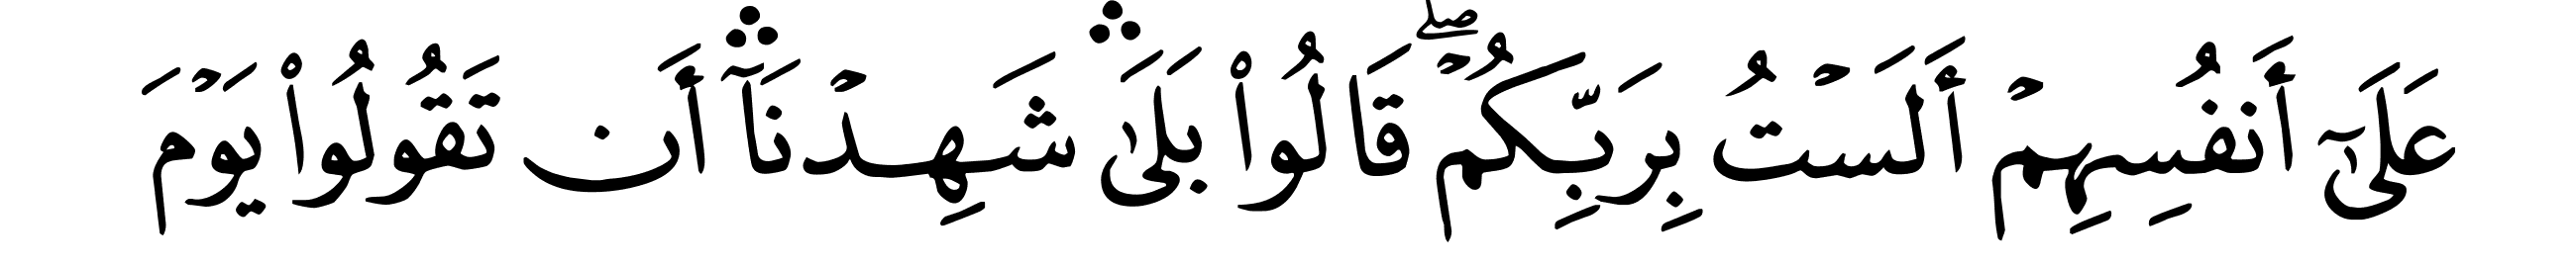 عَلَىٰٓ أَنفُسِهِمۡ أَلَسۡتُ بِرَبِّكُمۡۖ قَالُواْ بَلَىٰۛ شَهِدۡنَآۛ أَن تَقُولُواْ يَوۡمَ